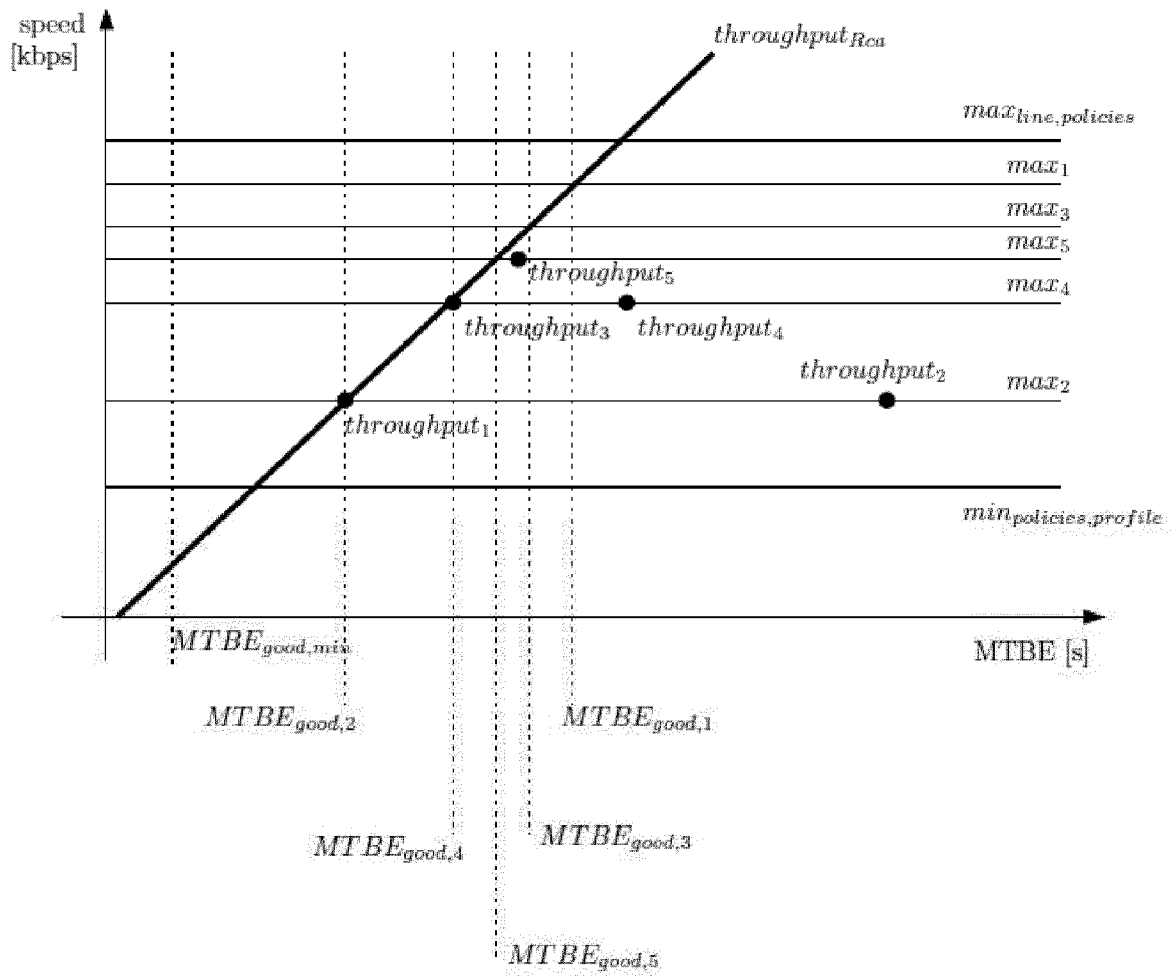 speed
[kbps]
throughput_Rca
max_line,policies
max_1
max_3
max_5
throughput_5
max_4
throughput_3
throughput_4
throughput_2
max_2
throughput_1
min_policies,profile
MTBE_good,min
MTBE [s]
MTBE_good,2
MTBE_good,1
MTBE_good,3
MTBE_good,4
MTBE_good,5